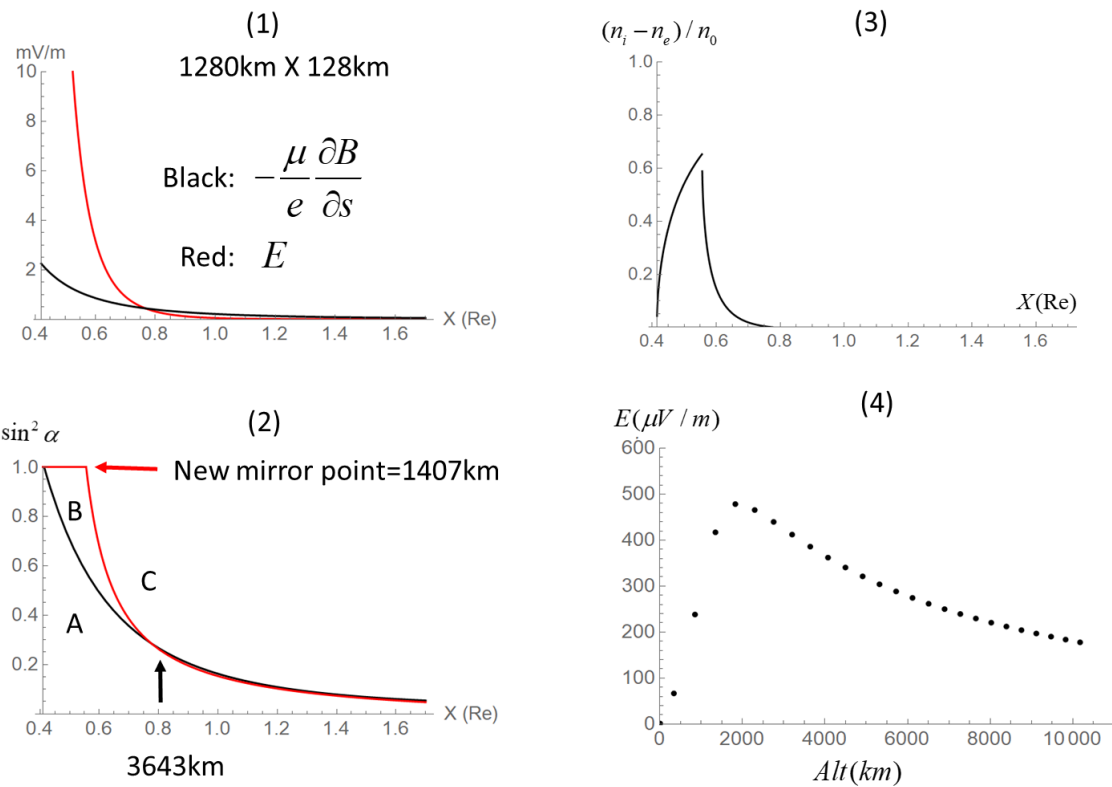 (1)
mV/m
1280km X 128km
10
8
6
4
2
Black: −μ/e ∂B/∂s
Red: E
0.4 0.6 0.8 1.0 1.2 1.4 1.6 X (Re)
(2)
sin² α
New mirror point=1407km
1.0
0.8
0.6
0.4
0.2
B
C
A
0.4 0.6 0.8 1.0 1.2 1.4 1.6 X (Re)
3643km
(3)
(nᵢ − nₑ) / n₀
1.0
0.8
0.6
0.4
0.2
X(Re)
0.4 0.6 0.8 1.0 1.2 1.4 1.6
(4)
E(μV / m)
600
500
400
300
200
100
0
0 2000 4000 6000 8000 10 000
Alt(km)